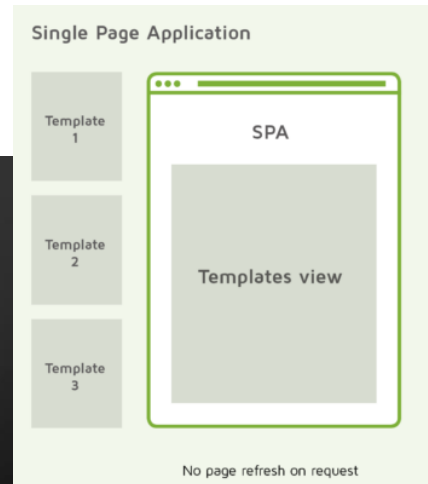 Single Page Application
Template
1
SPA
Template
2
Templates view
Template
3
No page refresh on request